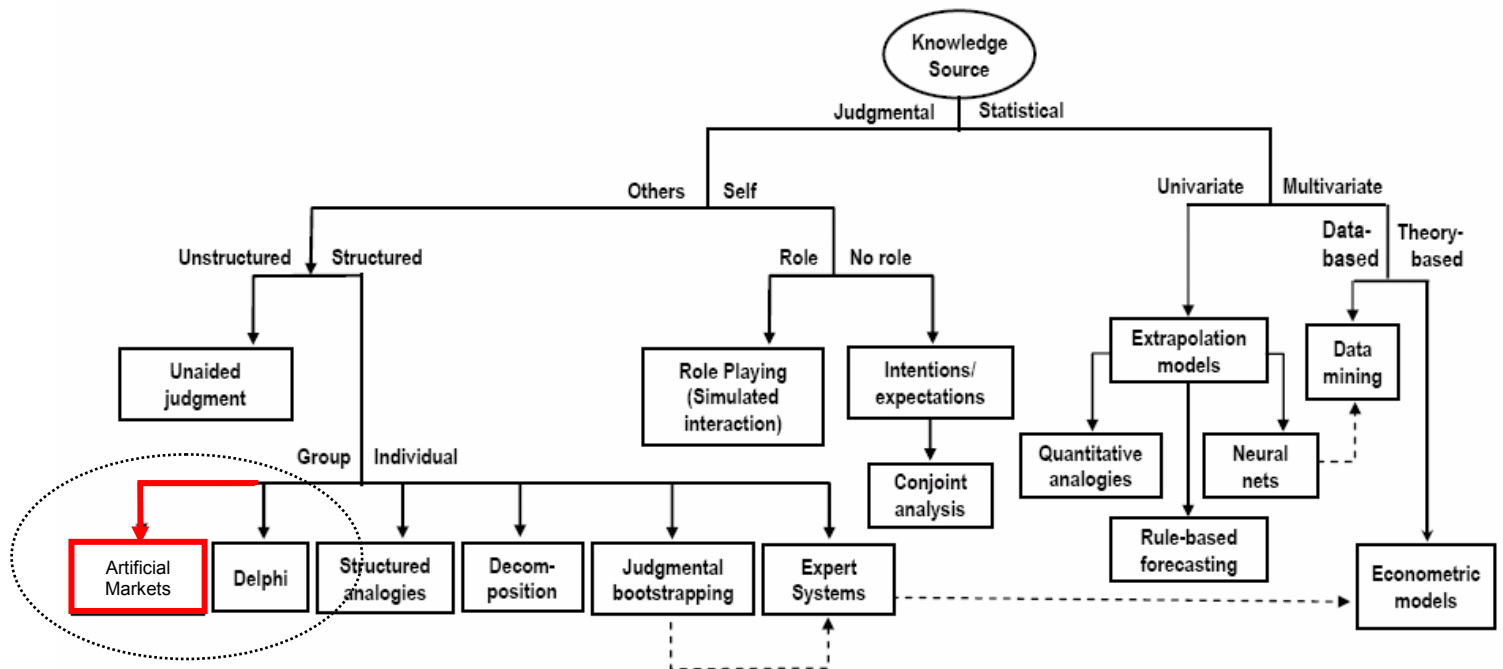 Knowledge
Source
Judgmental Statistical
Others Self
Univariate Multivariate
Data-
based
Theory-
based
Unstructured Structured
Role No role
Unaided
judgment
Role Playing
(Simulated
interaction)
Intentions/
expectations
Extrapolation
models
Data
mining
Group Individual
Conjoint
analysis
Quantitative
analogies
Neural
nets
Artificial
Markets
Delphi
Structured
analogies
Decom-
position
Judgmental
bootstrapping
Expert
Systems
Rule-based
forecasting
Econometric
models